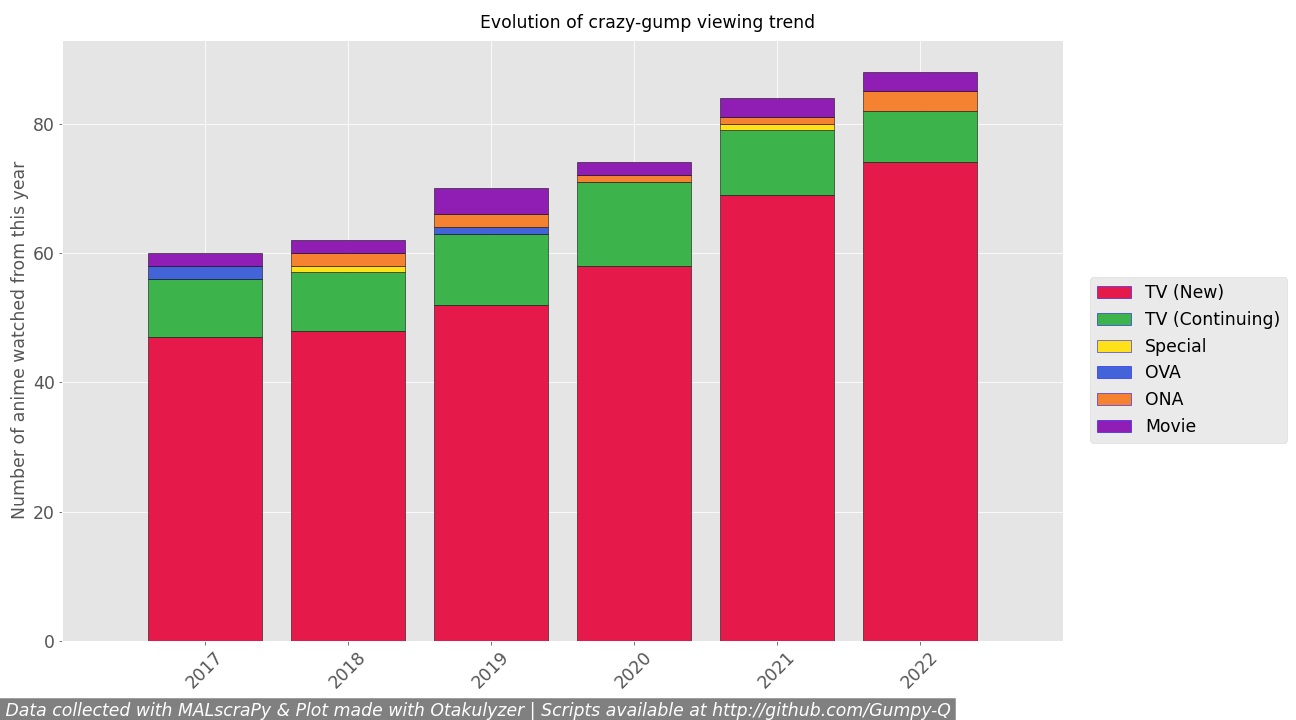 Evolution of crazy-gump viewing trend
Number of anime watched from this year
80
60
40
20
0
2017
2018
2019
2020
2021
2022
TV (New)
TV (Continuing)
Special
OVA
ONA
Movie
Data collected with MALscraPy & Plot made with Otakulyzer | Scripts available at http://github.com/Gumpy-Q